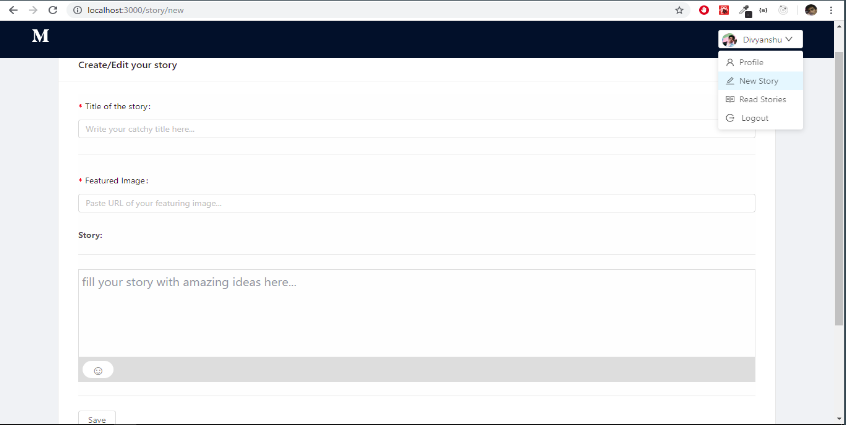 localhost:3000/story/new
M
Divyanshu
Profile
New Story
Read Stories
Logout
Create/Edit your story
* Title of the story:
Write your catchy title here...
* Featured Image:
Paste URL of your featuring image...
Story:
fill your story with amazing ideas here...
Save